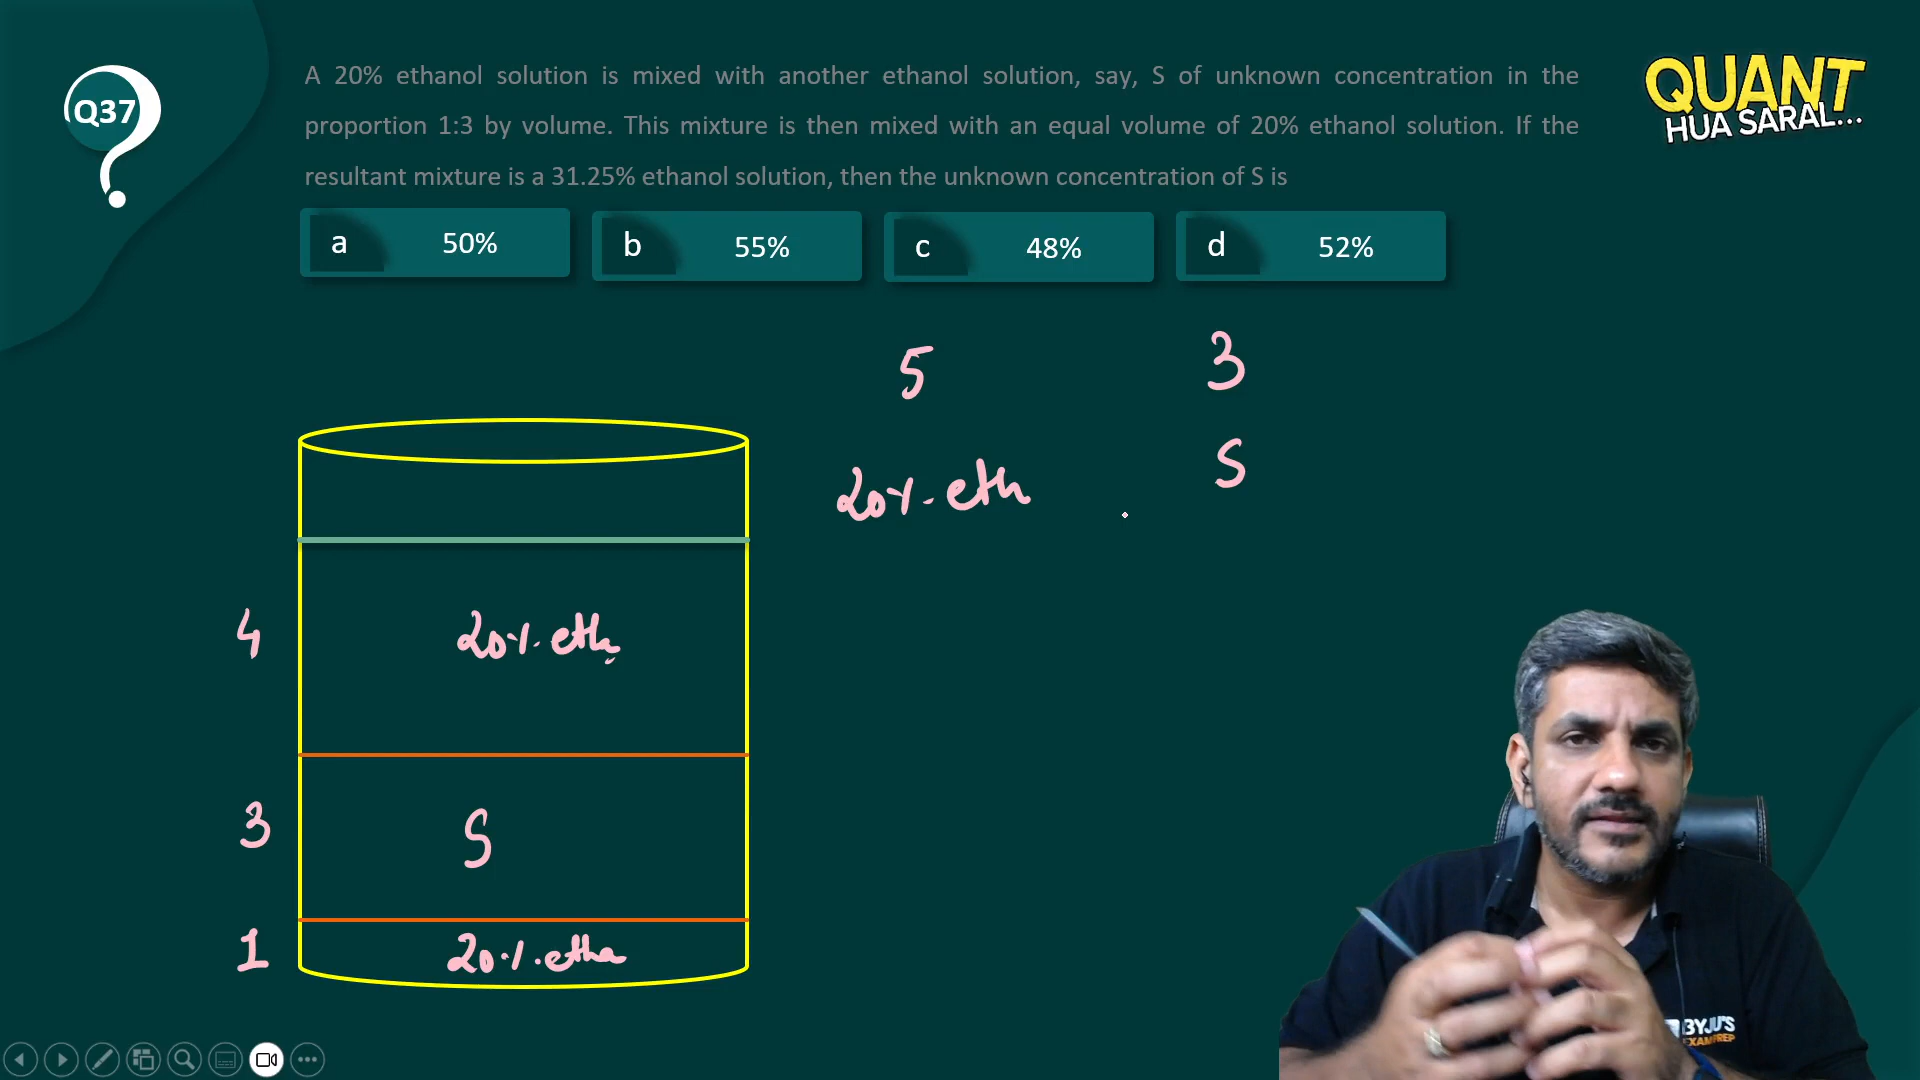 Q37
A 20% ethanol solution is mixed with another ethanol solution, say, S of unknown concentration in the
proportion 1:3 by volume. This mixture is then mixed with an equal volume of 20% ethanol solution. If the
resultant mixture is a 31.25% ethanol solution, then the unknown concentration of S is
QUANT
HUA SARAL...
a 50% b 55% c 48% d 52%
5 3
20% eth S
4 20% eth
3 S
1 20% etha
BYJU'S
EXAM PREP